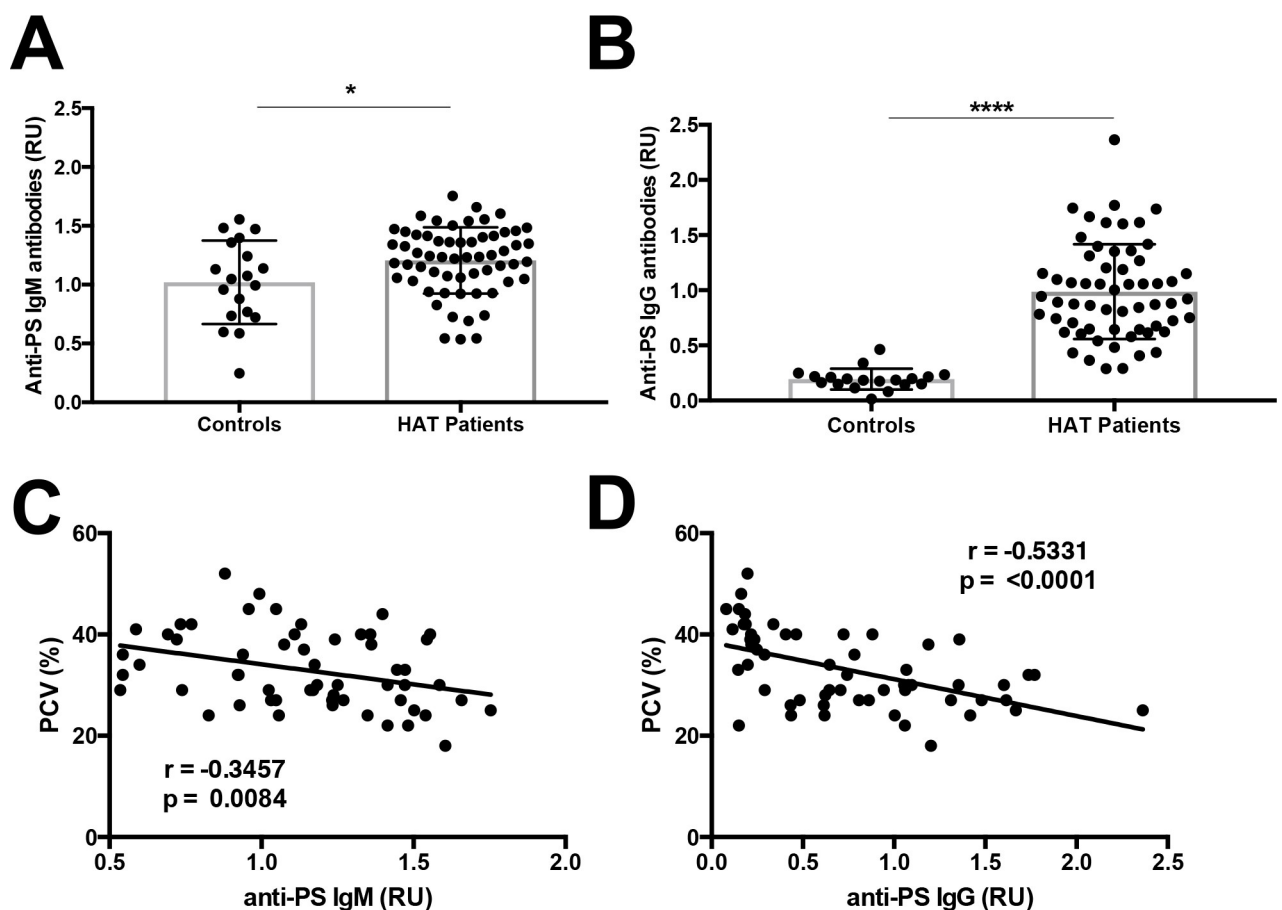 A
*
Anti-PS IgM antibodies (RU)
2.5
2.0
1.5
1.0
0.5
0.0
Controls
HAT Patients
B
****
Anti-PS IgG antibodies (RU)
2.5
2.0
1.5
1.0
0.5
0.0
Controls
HAT Patients
C
PCV (%)
60
40
20
0
r = -0.3457
p = 0.0084
0.5
1.0
1.5
2.0
anti-PS IgM (RU)
D
PCV (%)
60
40
20
0
r = -0.5331
p = <0.0001
0.0
0.5
1.0
1.5
2.0
2.5
anti-PS IgG (RU)